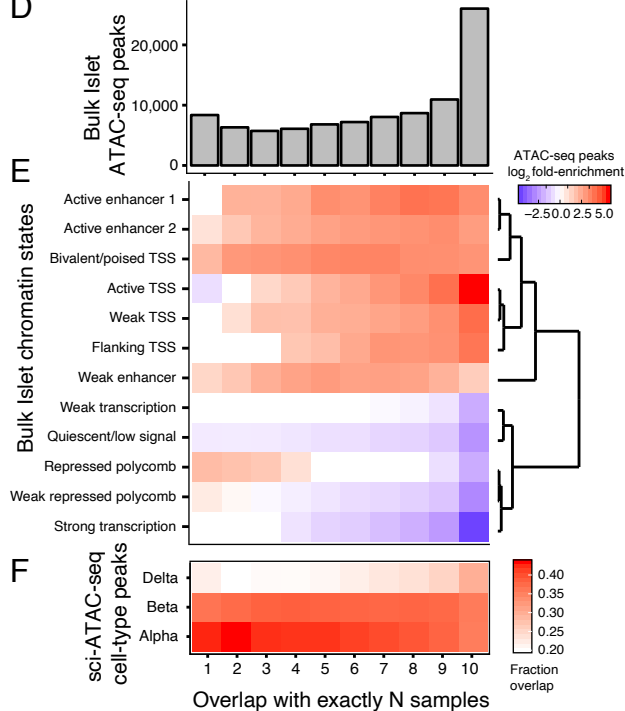 D
Bulk Islet
ATAC-seq peaks
20,000
10,000
0
E
ATAC-seq peaks
log2 fold-enrichment
−2.5 0.0 2.5 5.0
Bulk Islet chromatin states
Active enhancer 1
Active enhancer 2
Bivalent/poised TSS
Active TSS
Weak TSS
Flanking TSS
Weak enhancer
Weak transcription
Quiescent/low signal
Repressed polycomb
Weak repressed polycomb
Strong transcription
F
sci-ATAC-seq
cell-type peaks
Delta
Beta
Alpha
0.40
0.35
0.30
0.25
0.20
Fraction
overlap
1 2 3 4 5 6 7 8 9 10
Overlap with exactly N samples